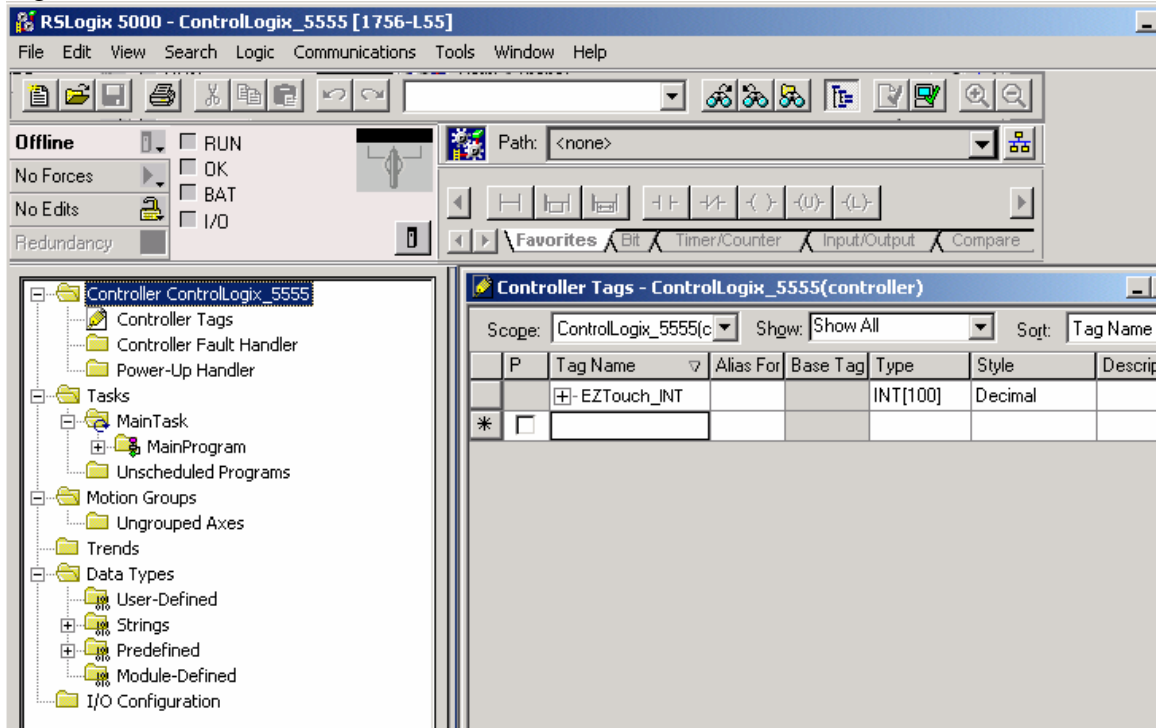 RSLogix 5000 - ControlLogix_5555 [1756-L55]
File Edit View Search Logic Communications Tools Window Help
Offline RUN
No Forces OK
No Edits BAT
Redundancy I/O
Path: <none>
Favorites Bit Timer/Counter Input/Output Compare
Controller ControlLogix_5555
Controller Tags
Controller Fault Handler
Power-Up Handler
Tasks
MainTask
MainProgram
Unscheduled Programs
Motion Groups
Ungrouped Axes
Trends
Data Types
User-Defined
Strings
Predefined
Module-Defined
I/O Configuration
Controller Tags - ControlLogix_5555(controller)
Scope: ControlLogix_5555(c Show: Show All Sort: Tag Name
P Tag Name Alias For Base Tag Type Style Descrip
EZTouch_INT INT[100] Decimal